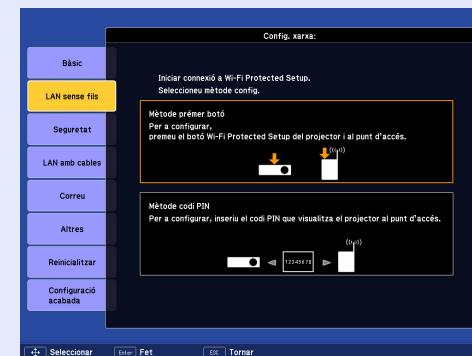 Config. xarxa:
Bàsic
LAN sense fils
Seguretat
LAN amb cables
Correu
Altres
Reinicialitzar
Configuració
acabada
Iniciar connexió a Wi-Fi Protected Setup.
Seleccioneu mètode config.
Mètode prémer botó
Per a configurar,
premeu el botó Wi-Fi Protected Setup del projector i al punt d'accés.
Mètode codi PIN
Per a configurar, inseriu el codi PIN que visualitza el projector al punt d'accés.
12345678
Seleccionar Enter Fet ESC Tornar